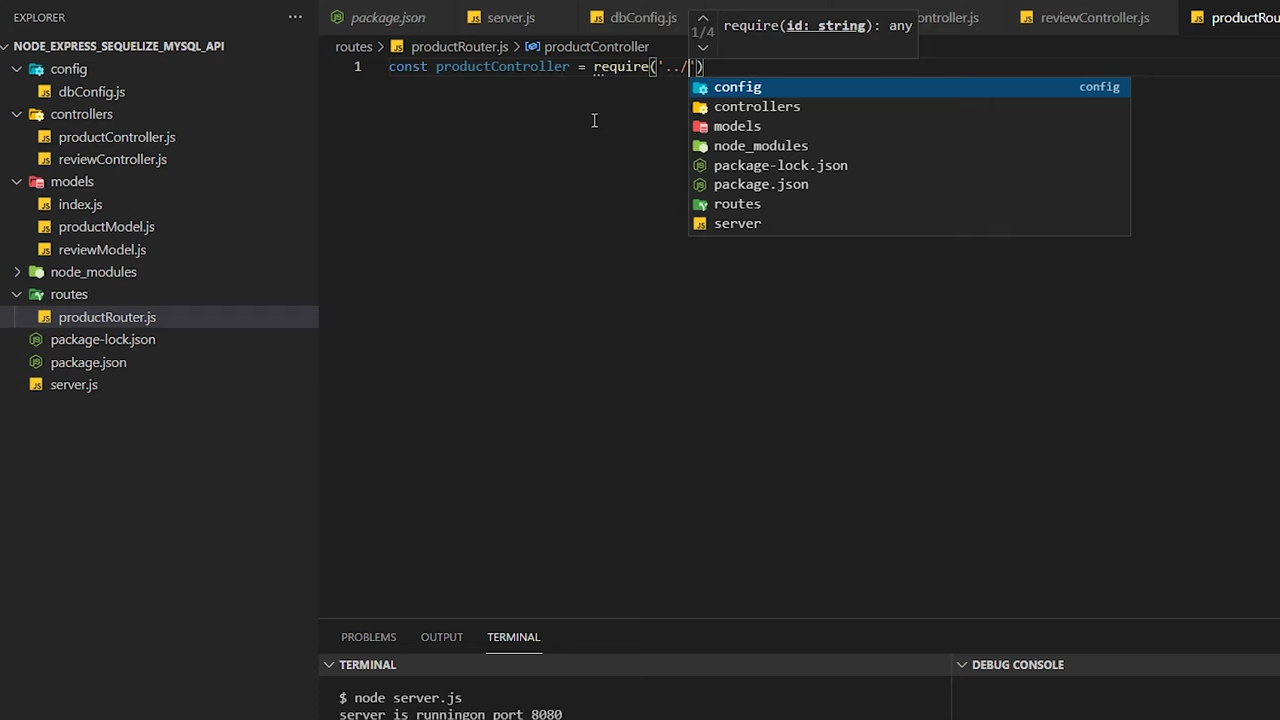 EXPLORER
NODE_EXPRESS_SEQUELIZE_MYSQL_API
config
dbConfig.js
controllers
productController.js
reviewController.js
models
index.js
productModel.js
reviewModel.js
node_modules
routes
productRouter.js
package-lock.json
package.json
server.js
package.json server.js dbConfig.js ontroller.js reviewController.js productRou
1/4 require(id: string): any
routes > productRouter.js > productController
1 const productController = require('../')
config config
controllers
models
node_modules
package-lock.json
package.json
routes
server
PROBLEMS OUTPUT TERMINAL
TERMINAL
$ node server.js
server is runningon port 8080
DEBUG CONSOLE